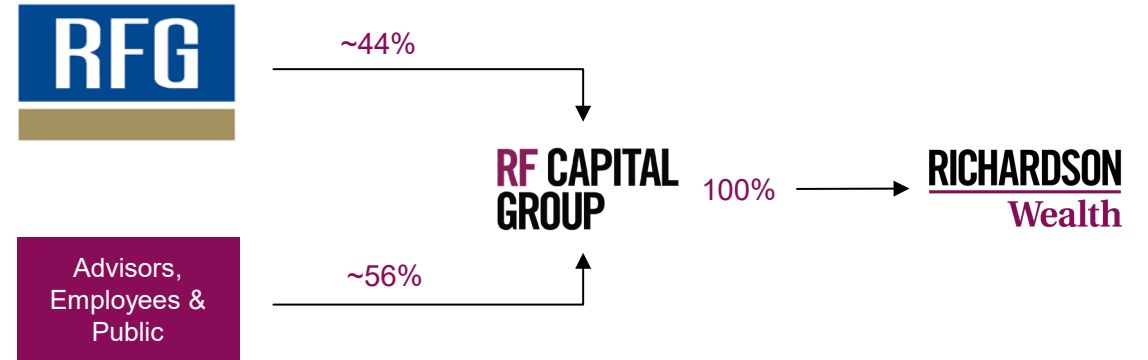 RFG
~44%
RF CAPITAL
GROUP
100%
RICHARDSON
Wealth
Advisors,
Employees &
Public
~56%